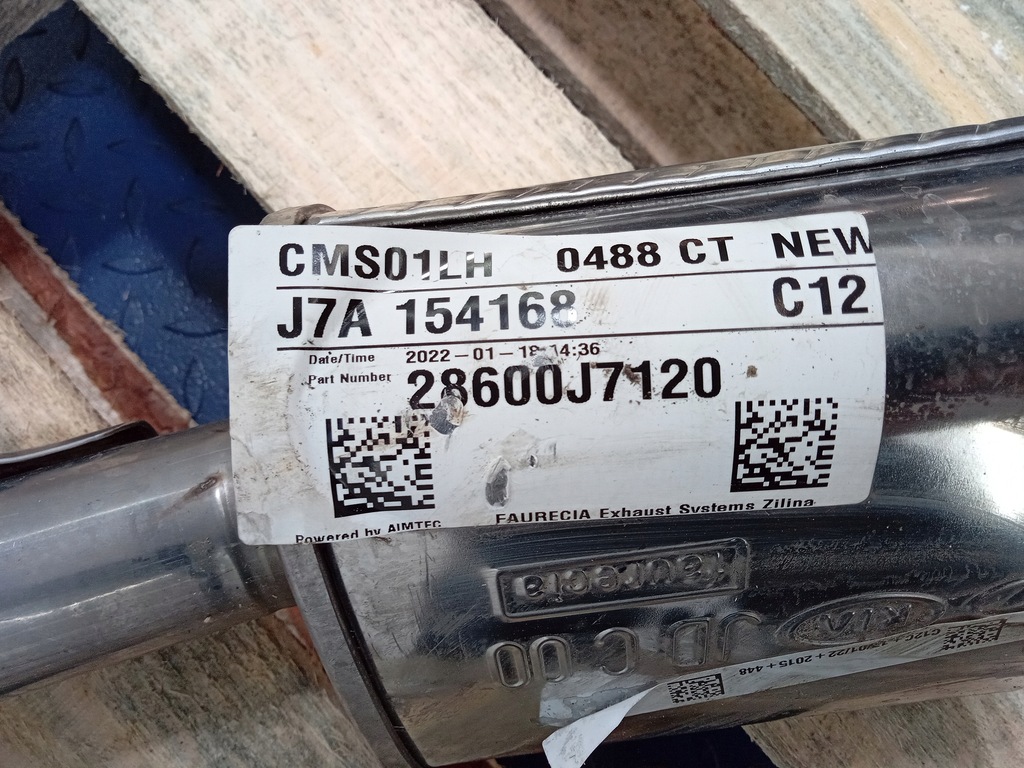 CMS01LH 0488 CT NEW
J7A 154168 C12
Date/Time 2022-01-18 14:36
Part Number 28600J7120
Powered by AIMTEC
FAURECIA Exhaust Systems Zilina
faurecia
KIA
JD C 00